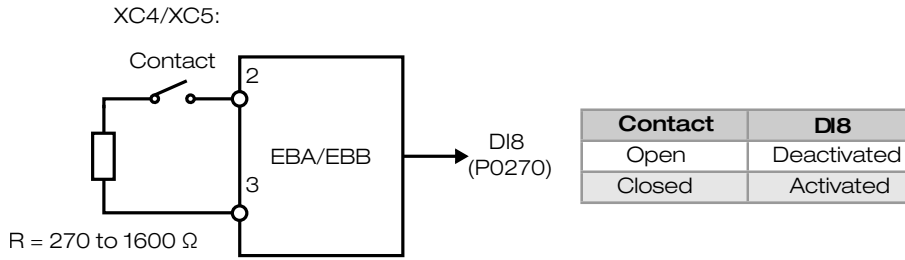 XC4/XC5:
Contact
2
EBA/EBB
3
R = 270 to 1600 Ω
DI8
(P0270)
Contact DI8
Open Deactivated
Closed Activated